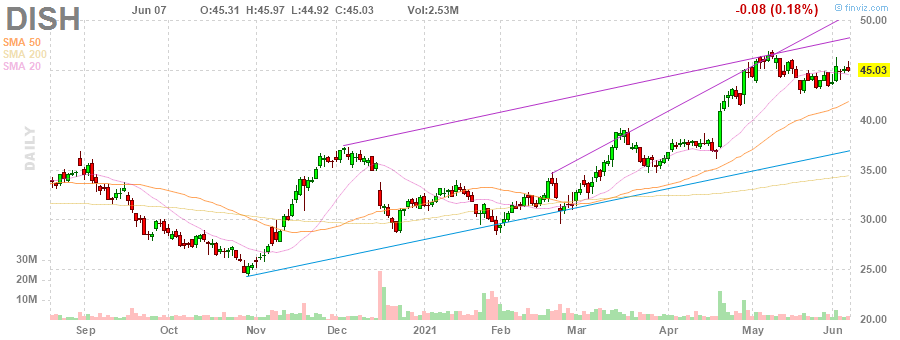 DISH
Jun 07 O:45.31 H:45.97 L:44.92 C:45.03 Vol:2.53M -0.08 (0.18%)
© finviz.com
SMA 50
SMA 200
SMA 20
DAILY
50.00
45.03
40.00
35.00
30.00
25.00
20.00
30M
20M
10M
Sep Oct Nov Dec 2021 Feb Mar Apr May Jun